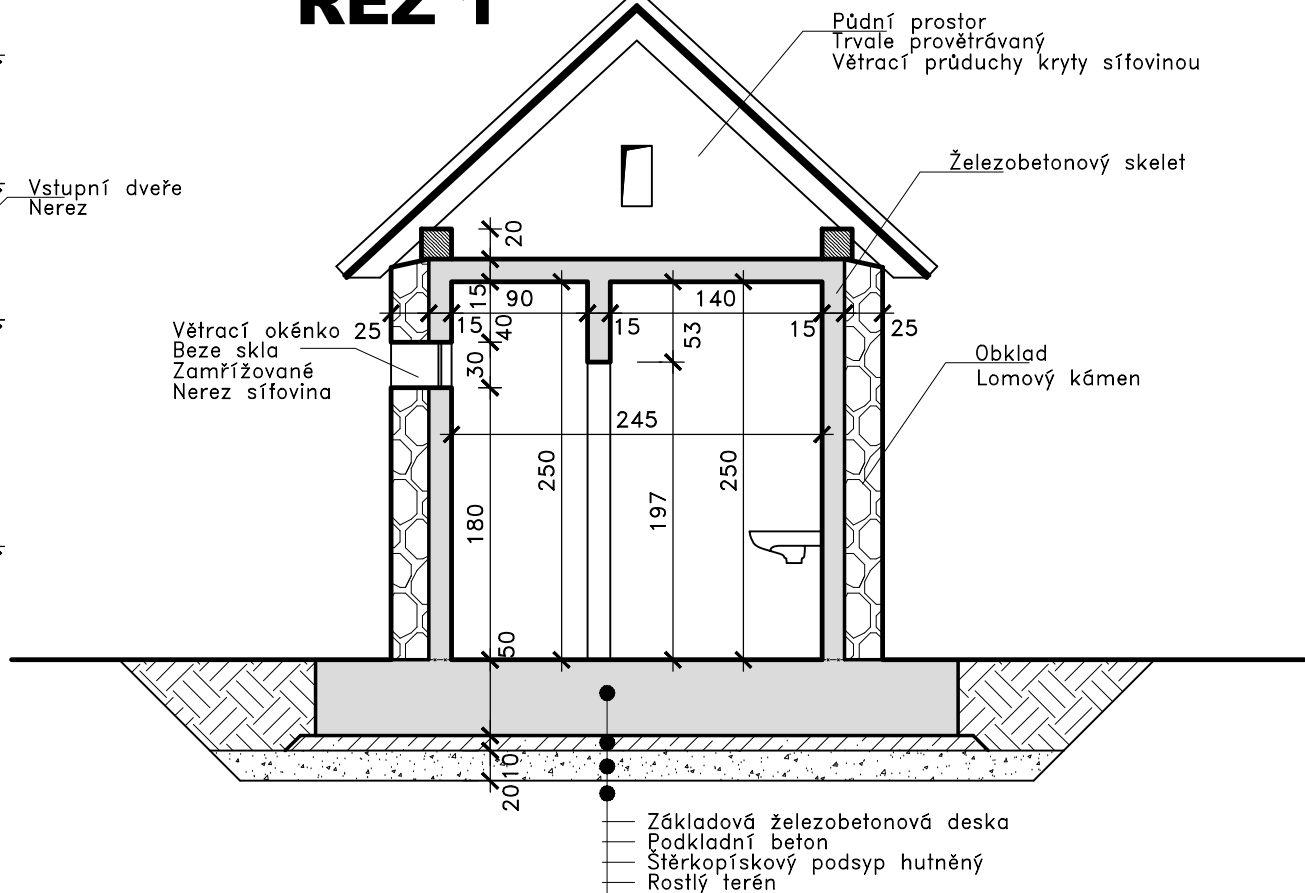 ŘEZ 1
Půdní prostor
Trvale provětrávaný
Větrací průduchy kryty síťovinou
Železobetonový skelet
Vstupní dveře
Nerez
20
15
90
140
25
15
40
15
53
15
25
Větrací okénko
Beze skla
Zamřížované
Nerez síťovina
30
Obklad
Lomový kámen
245
250
250
180
197
50
10
20
Základová železobetonová deska
Podkladní beton
Štěrkopískový podsyp hutněný
Rostlý terén